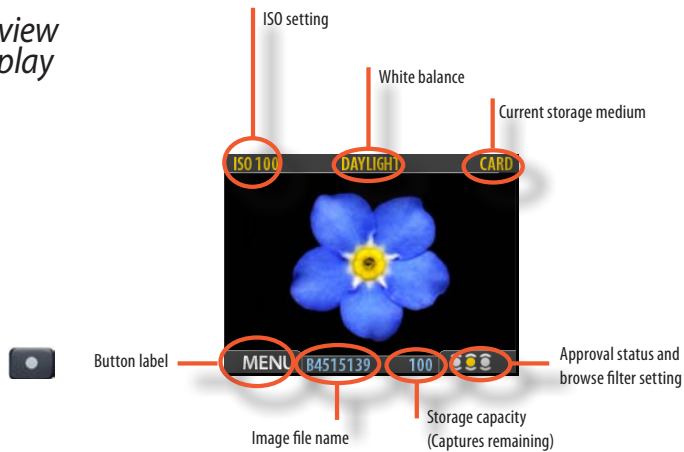 view
play
ISO setting
White balance
Current storage medium
ISO 100 DAYLIGHT CARD
Button label
MENU B4515139 100
Approval status and
browse filter setting
Image file name
Storage capacity
(Captures remaining)